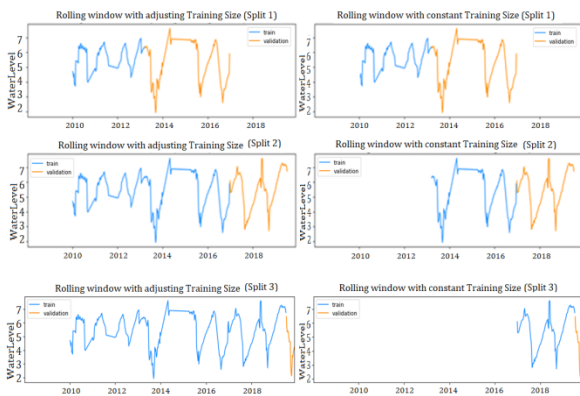 Rolling window with adjusting Training Size (Split 1)
train
validation
WaterLevel
7
6
5
4
3
2
2010 2012 2014 2016 2018
Rolling window with constant Training Size (Split 1)
train
validation
7
6
5
4
3
2
2010 2012 2014 2016 2018
Rolling window with adjusting Training Size (Split 2)
train
validation
WaterLevel
7
6
5
4
3
2
2010 2012 2014 2016 2018
Rolling window with constant Training Size (Split 2)
train
validation
7
6
5
4
3
2
2010 2012 2014 2016 2018
Rolling window with adjusting Training Size (Split 3)
train
validation
WaterLevel
7
6
5
4
3
2
2010 2012 2014 2016 2018
Rolling window with constant Training Size (Split 3)
train
validation
WaterLevel
7
6
5
4
3
2
2010 2012 2014 2016 2018